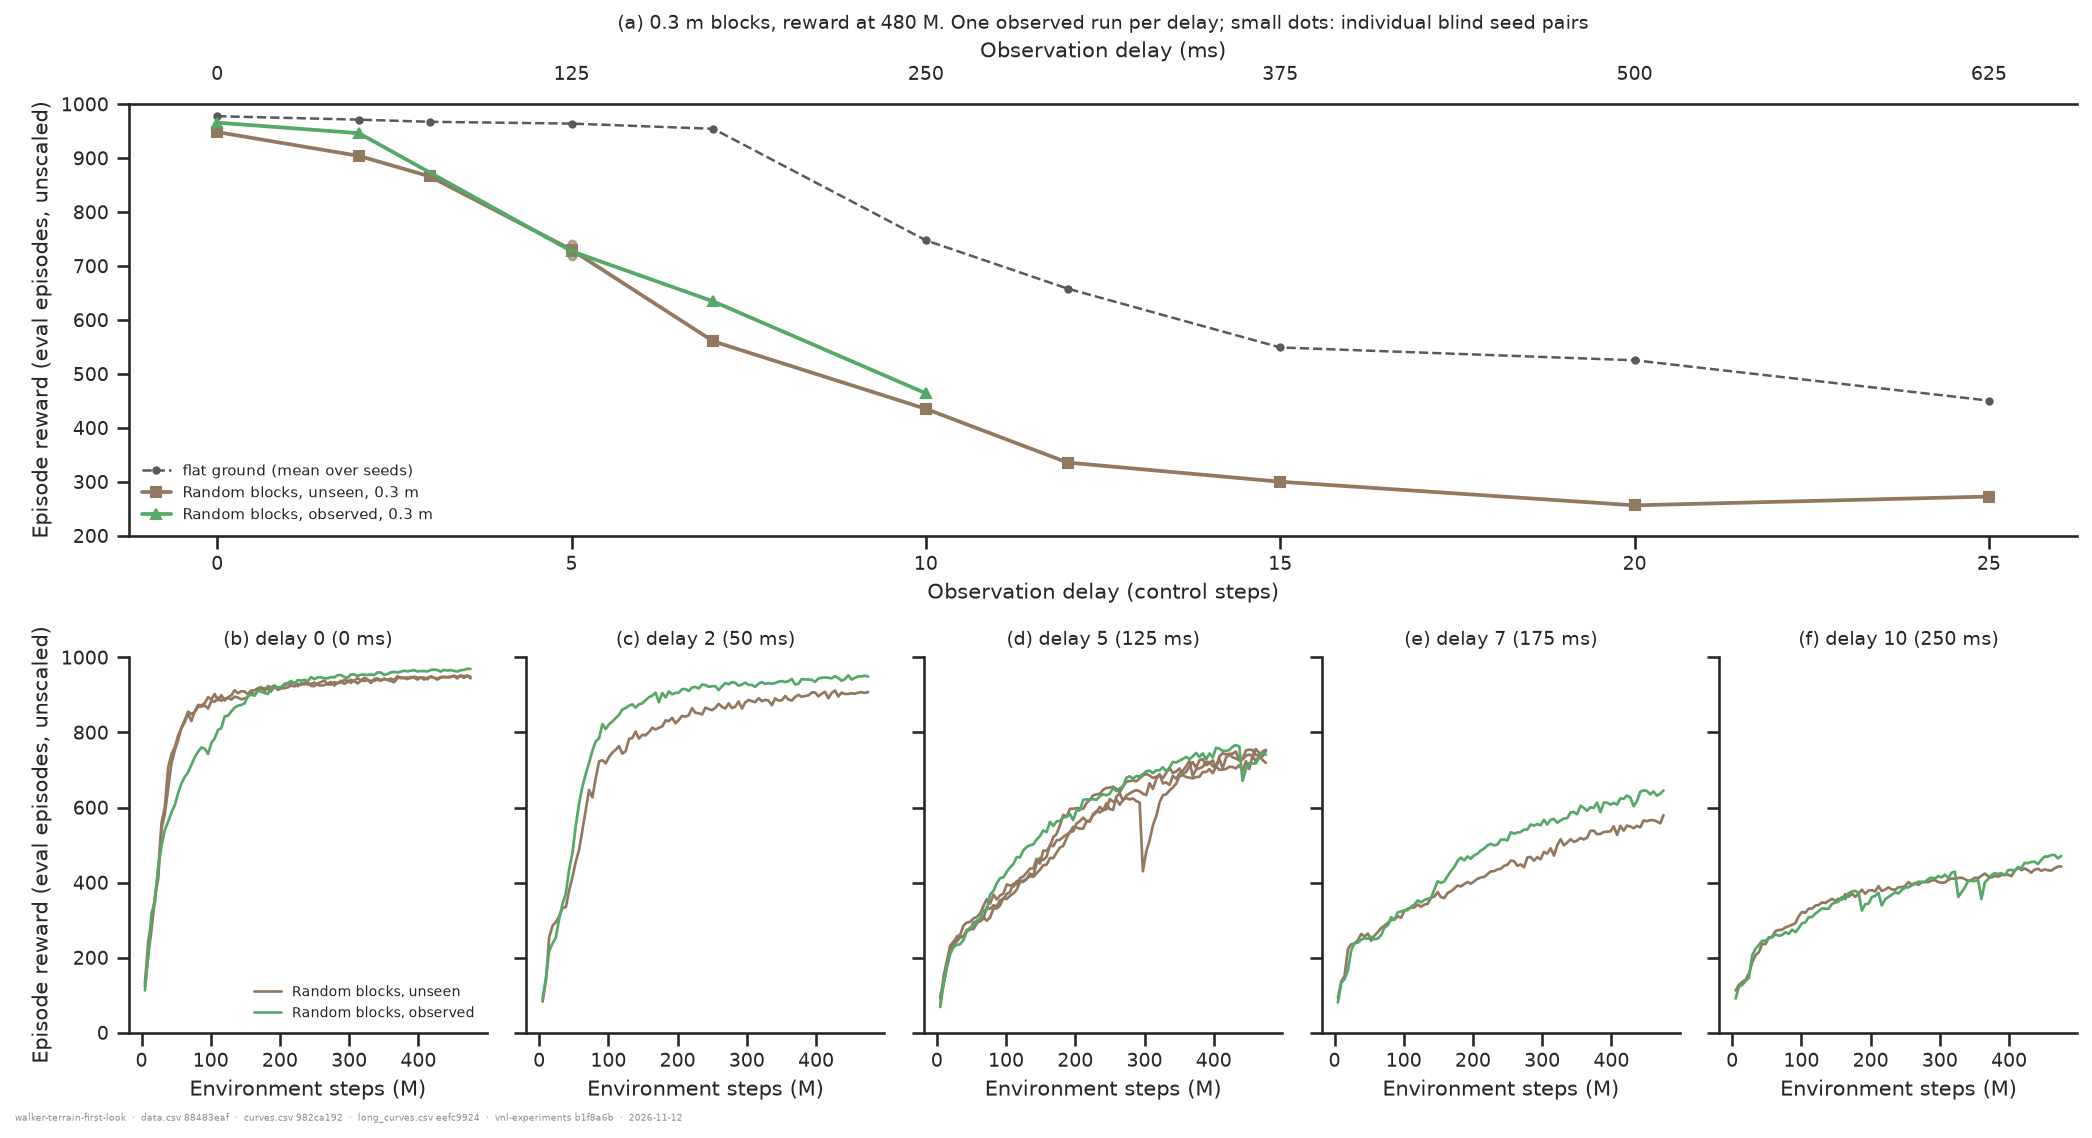 (a) 0.3 m blocks, reward at 480 M. One observed run per delay; small dots: individual blind seed pairs
Observation delay (ms)
0 125 250 375 500 625
Episode reward (eval episodes, unscaled)
1000
900
800
700
600
500
400
300
200
flat ground (mean over seeds)
Random blocks, unseen, 0.3 m
Random blocks, observed, 0.3 m
0 5 10 15 20 25
Observation delay (control steps)
(b) delay 0 (0 ms) (c) delay 2 (50 ms) (d) delay 5 (125 ms) (e) delay 7 (175 ms) (f) delay 10 (250 ms)
Episode reward (eval episodes, unscaled)
1000
800
600
400
200
0
Random blocks, unseen
Random blocks, observed
0 100 200 300 400 0 100 200 300 400 0 100 200 300 400 0 100 200 300 400 0 100 200 300 400
Environment steps (M) Environment steps (M) Environment steps (M) Environment steps (M) Environment steps (M)
walker-terrain-first-look · data.csv 88483eaf · curves.csv 982ca192 · long_curves.csv eefc9924 · vnl-experiments b1f8a6b · 2026-11-12